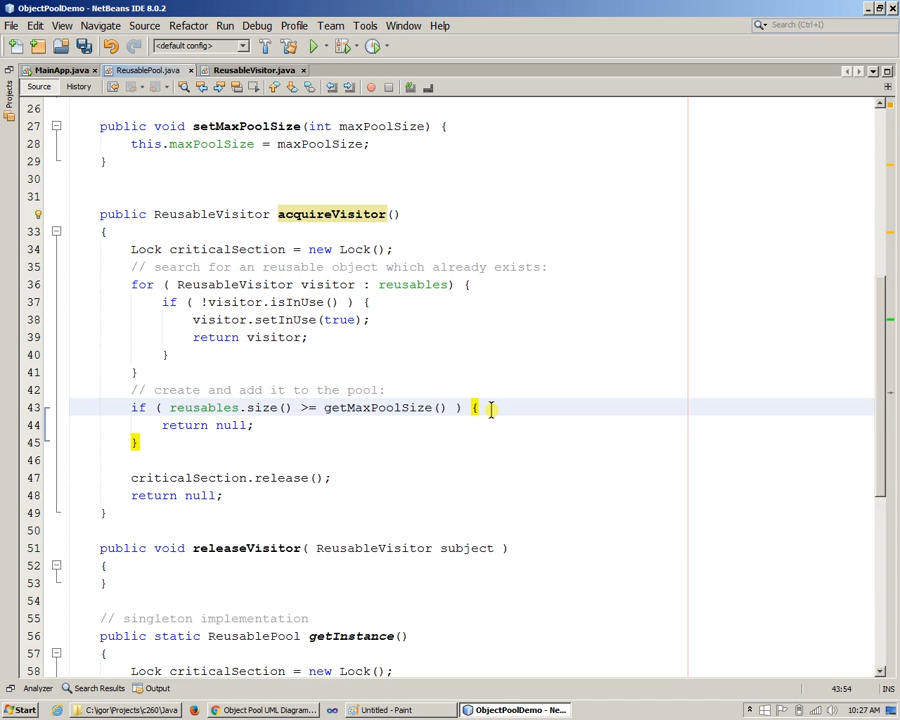 ObjectPoolDemo - NetBeans IDE 8.0.2
File Edit View Navigate Source Refactor Run Debug Profile Team Tools Window Help
<default config> Search (Ctrl+I)
MainApp.java ReusablePool.java ReusableVisitor.java
Source History
Projects
26
27 public void setMaxPoolSize(int maxPoolSize) {
28 this.maxPoolSize = maxPoolSize;
29 }
30
31
public ReusableVisitor acquireVisitor()
33 {
34 Lock criticalSection = new Lock();
35 // search for an reusable object which already exists:
36 for ( ReusableVisitor visitor : reusables) {
37 if ( !visitor.isInUse() ) {
38 visitor.setInUse(true);
39 return visitor;
40 }
41 }
42 // create and add it to the pool:
43 if ( reusables.size() >= getMaxPoolSize() ) {
44 return null;
45 }
46
47 criticalSection.release();
48 return null;
49 }
50
51 public void releaseVisitor( ReusableVisitor subject )
52 {
53 }
54
55 // singleton implementation
56 public static ReusablePool getInstance()
57 {
58 Lock criticalSection = new Lock();
Analyzer Search Results Output 43:54 INS
Start C:\igor\Projects\c260\Java Object Pool UML Diagram... Untitled - Paint ObjectPoolDemo - Ne... 10:27 AM